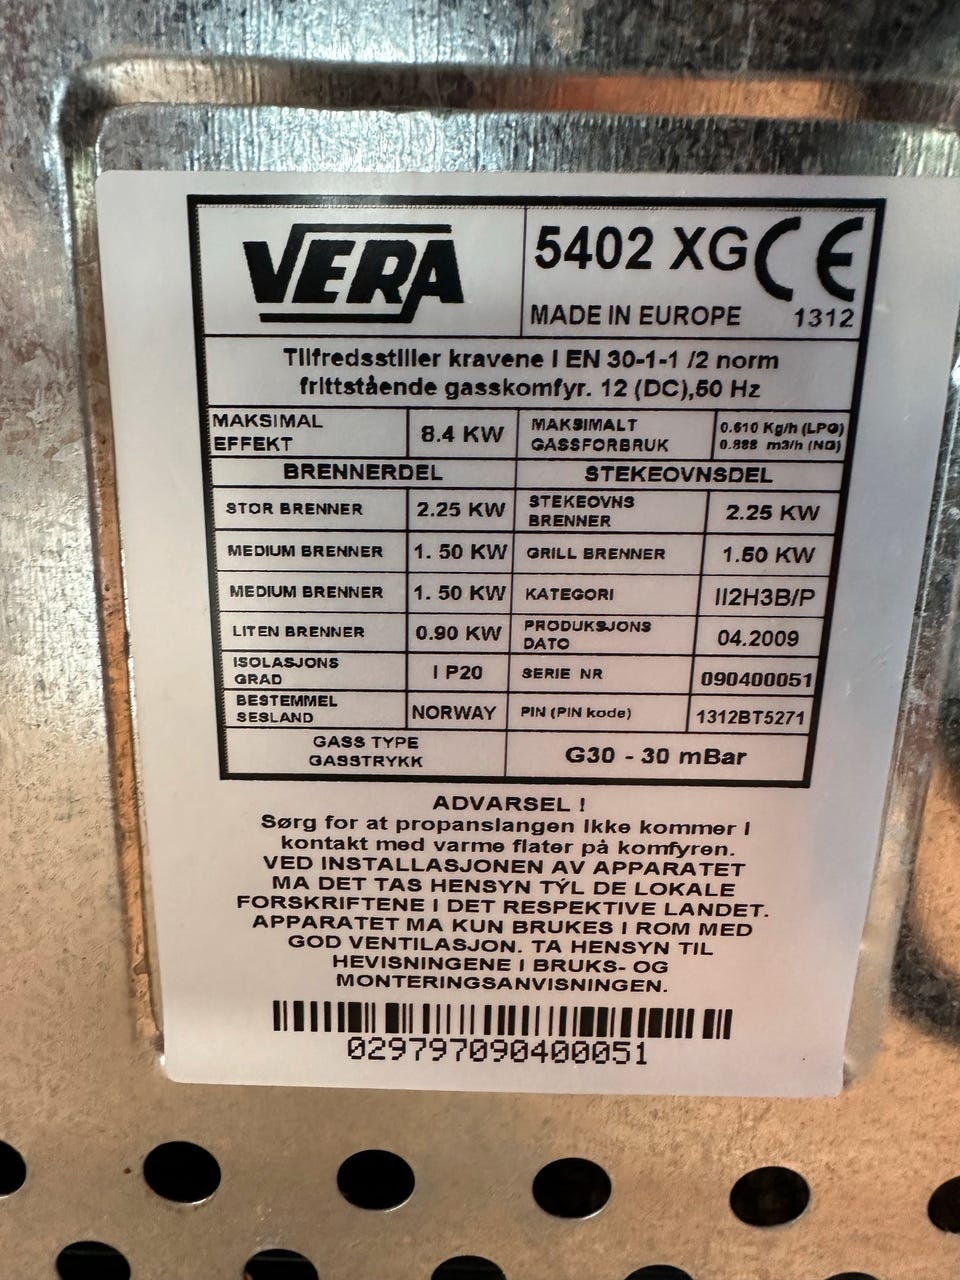 VERA
5402 XG CE
MADE IN EUROPE 1312
Tilfredsstiller kravene I EN 30-1-1 /2 norm
frittstående gasskomfyr. 12 (DC),50 Hz
MAKSIMAL EFFEKT 8.4 KW MAKSIMALT GASSFORBRUK 0.610 Kg/h (LPG) 0.888 m3/h (NG)
BRENNERDEL STEKEOVNSDEL
STOR BRENNER 2.25 KW STEKEOVNS BRENNER 2.25 KW
MEDIUM BRENNER 1. 50 KW GRILL BRENNER 1.50 KW
MEDIUM BRENNER 1. 50 KW KATEGORI II2H3B/P
LITEN BRENNER 0.90 KW PRODUKSJONS DATO 04.2009
ISOLASJONS GRAD I P20 SERIE NR 090400051
BESTEMMEL SESLAND NORWAY PIN (PIN kode) 1312BT5271
GASS TYPE GASSTRYKK G30 - 30 mBar
ADVARSEL !
Sørg for at propanslangen Ikke kommer I
kontakt med varme flater på komfyren.
VED INSTALLASJONEN AV APPARATET
MA DET TAS HENSYN TÝL DE LOKALE
FORSKRIFTENE I DET RESPEKTIVE LANDET.
APPARATET MA KUN BRUKES I ROM MED
GOD VENTILASJON. TA HENSYN TIL
HEVISNINGENE I BRUKS- OG
MONTERINGSANVISNINGEN.
029797090400051